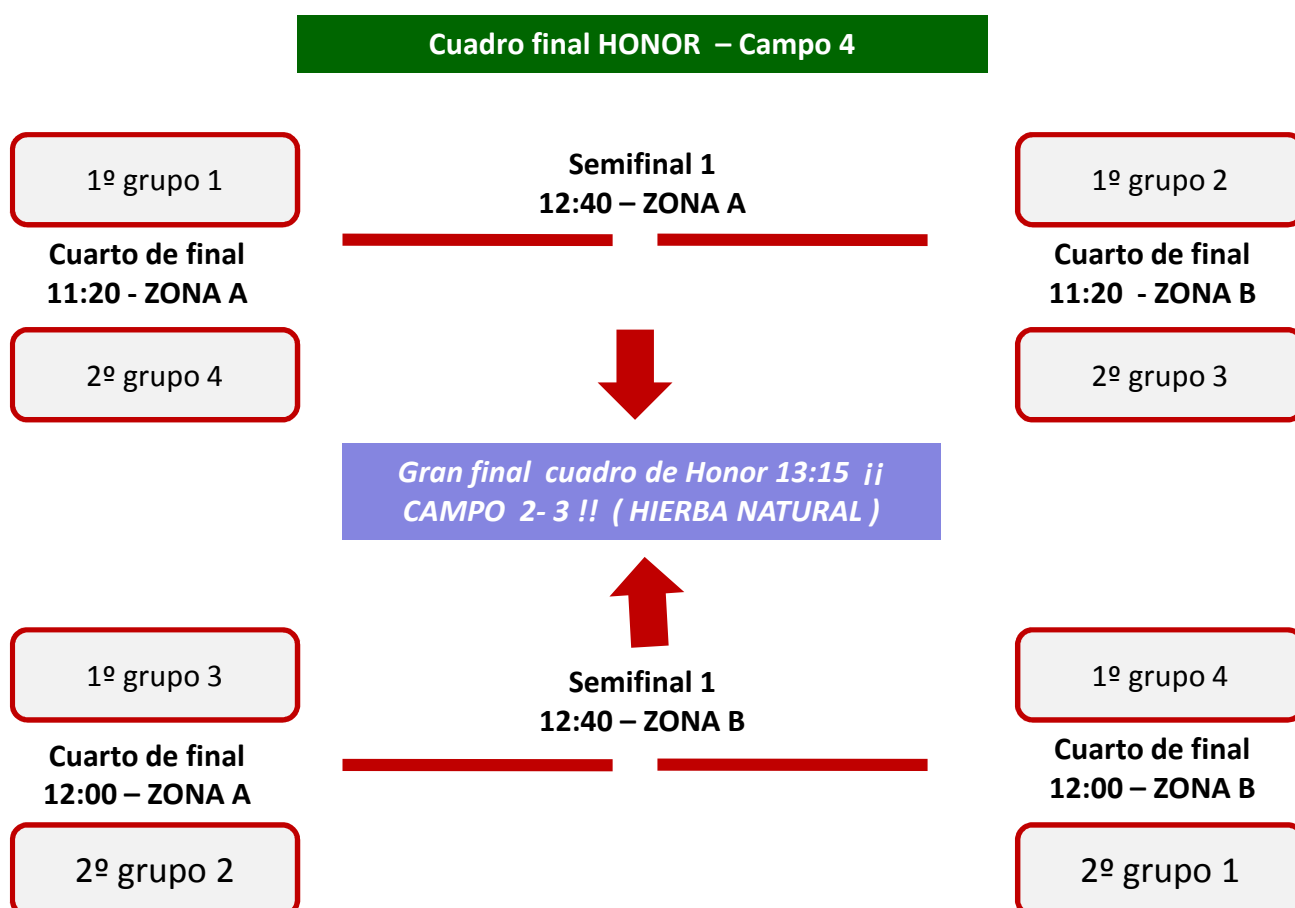 Cuadro final HONOR – Campo 4
1º grupo 1
Semifinal 1
12:40 – ZONA A
1º grupo 2
Cuarto de final
11:20 - ZONA A
Cuarto de final
11:20 - ZONA B
2º grupo 4
2º grupo 3
Gran final cuadro de Honor 13:15 ¡¡
CAMPO 2- 3 !! ( HIERBA NATURAL )
1º grupo 3
Semifinal 1
12:40 – ZONA B
1º grupo 4
Cuarto de final
12:00 – ZONA A
Cuarto de final
12:00 – ZONA B
2º grupo 2
2º grupo 1